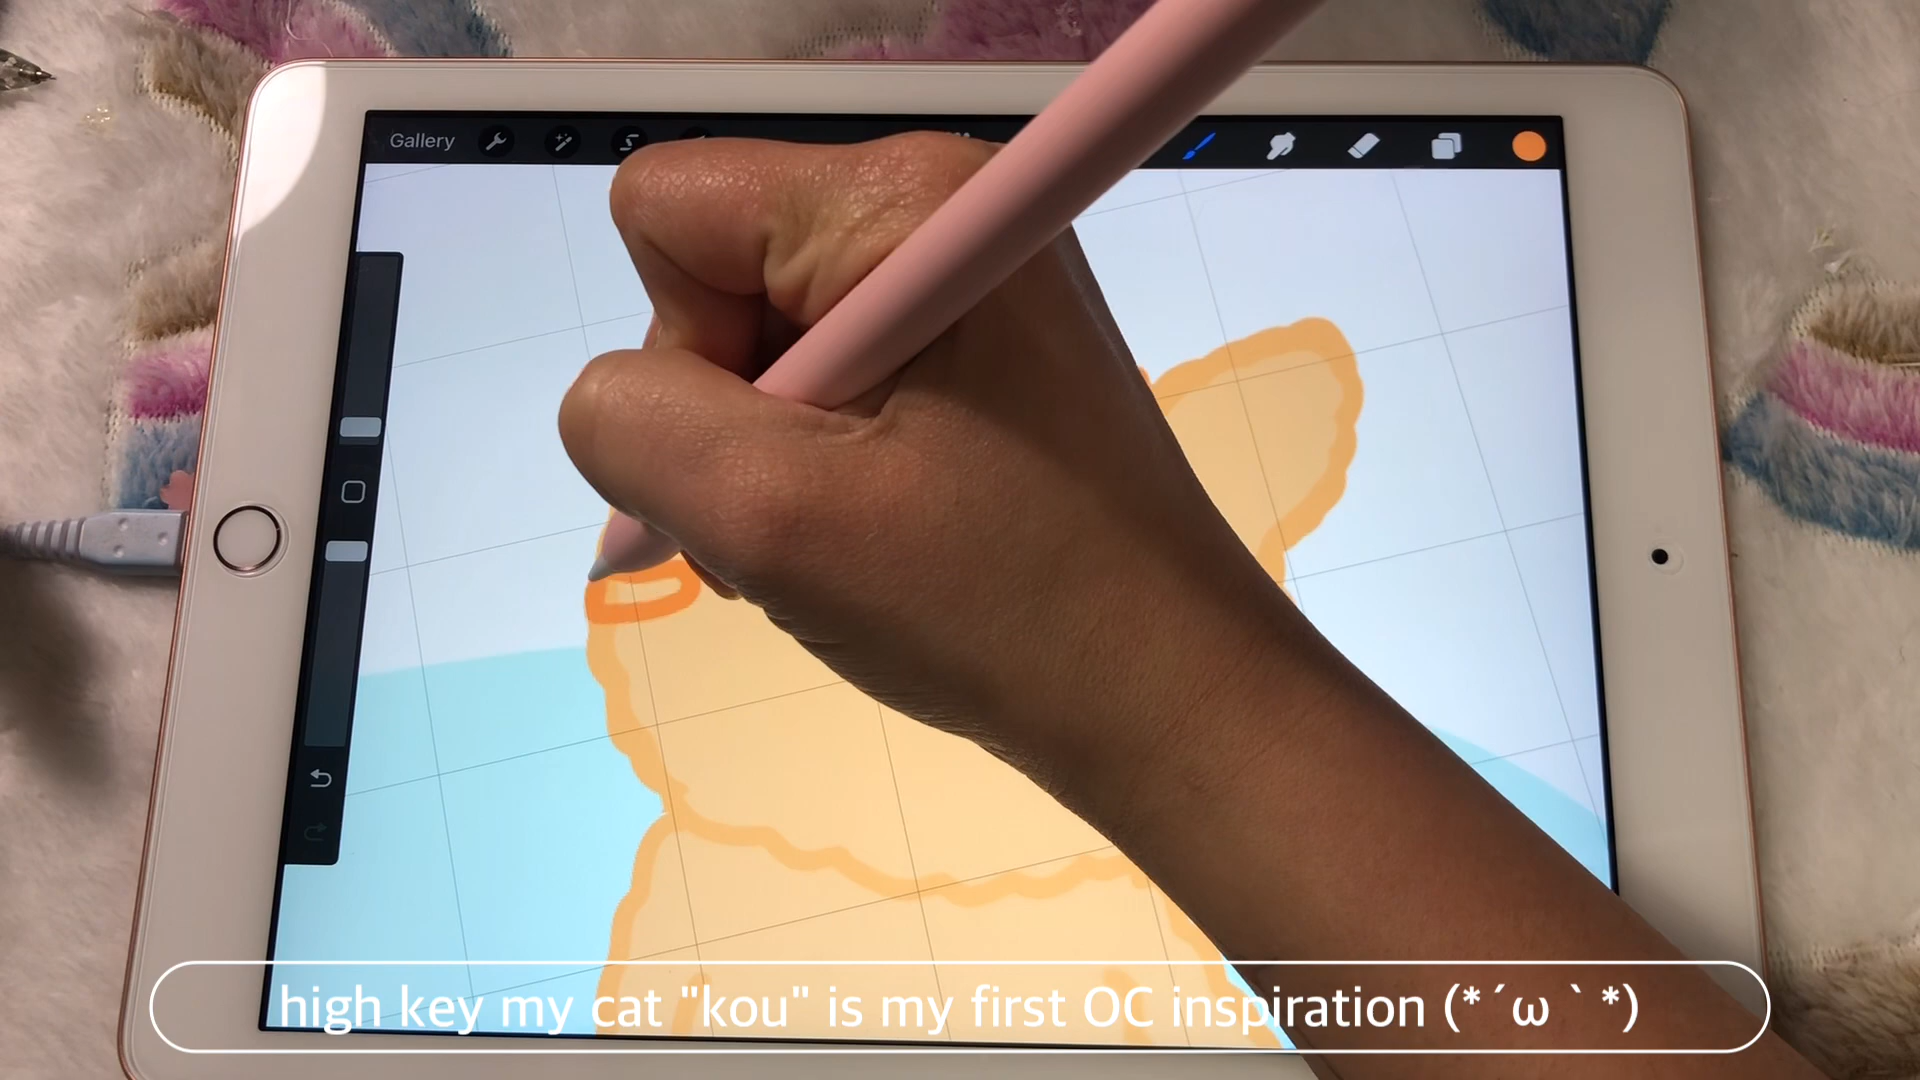 Gallery
high key my cat "kou" is my first OC inspiration (*´ω｀*)